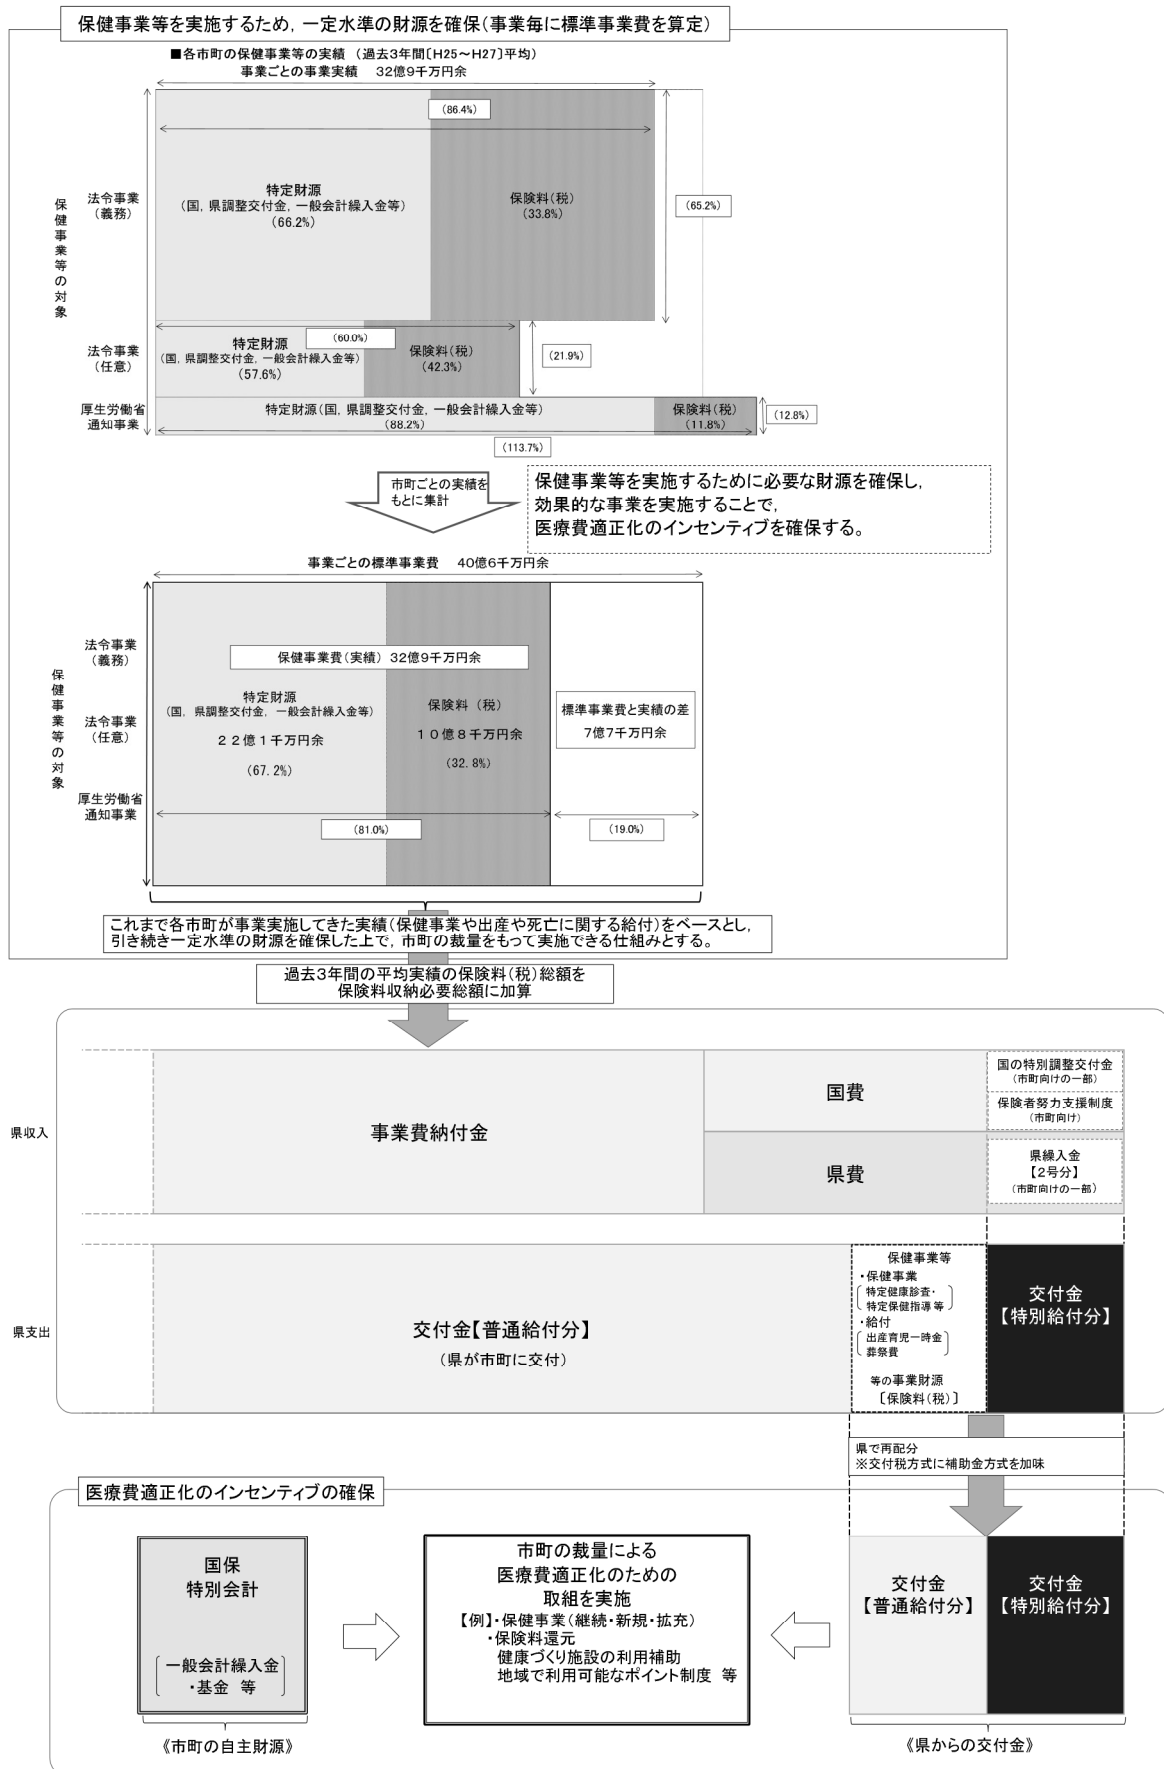 保健事業等を実施するため，一定水準の財源を確保（事業毎に標準事業費を算定）
■各市町の保健事業等の実績　（過去3年間〔H25～H27〕平均）
事業ごとの事業実績　32億9千万円余
（86.4%）
保健事業等の対象
法令事業
（義務）
特定財源
（国，県調整交付金，一般会計繰入金等）
（66.2%）
保険料（税）
（33.8%）
（65.2%）
（60.0%）
法令事業
（任意）
特定財源
（国，県調整交付金，一般会計繰入金等）
（57.6%）
保険料（税）
（42.3%）
（21.9%）
厚生労働省
通知事業
特定財源（国，県調整交付金，一般会計繰入金等）
（88.2%）
保険料（税）
（11.8%）
（12.8%）
（113.7%）
市町ごとの実績を
もとに集計
保健事業等を実施するために必要な財源を確保し，
効果的な事業を実施することで，
医療費適正化のインセンティブを確保する。
事業ごとの標準事業費　40億6千万円余
保健事業等の対象
法令事業
（義務）
法令事業
（任意）
厚生労働省
通知事業
保健事業費（実績）　32億9千万円余
特定財源
（国，県調整交付金，一般会計繰入金等）
２２億１千万円余
（67.2%）
保険料（税）
１０億８千万円余
（32.8%）
標準事業費と実績の差
7億7千万円余
（81.0%）
（19.0%）
これまで各市町が事業実施してきた実績（保健事業や出産や死亡に関する給付）をベースとし，
引き続き一定水準の財源を確保した上で，市町の裁量をもって実施できる仕組みとする。
過去3年間の平均実績の保険料（税）総額を
保険料収納必要総額に加算
県収入
事業費納付金
国費
国の特別調整交付金
（市町向けの一部）
保険者努力支援制度
（市町向け）
県費
県繰入金
【2号分】
（市町向けの一部）
県支出
交付金【普通給付分】
（県が市町に交付）
保健事業等
・保健事業
特定健康診査・
特定保健指導 等
・給付
出産育児一時金
葬祭費
等の事業財源
〔保険料（税）〕
交付金
【特別給付分】
県で再配分
※交付税方式に補助金方式を加味
医療費適正化のインセンティブの確保
国保
特別会計
一般会計繰入金
・基金　等
《市町の自主財源》
市町の裁量による
医療費適正化のための
取組を実施
【例】・保健事業（継続・新規・拡充）
・保険料還元
健康づくり施設の利用補助
地域で利用可能なポイント制度　等
交付金
【普通給付分】
交付金
【特別給付分】
《県からの交付金》